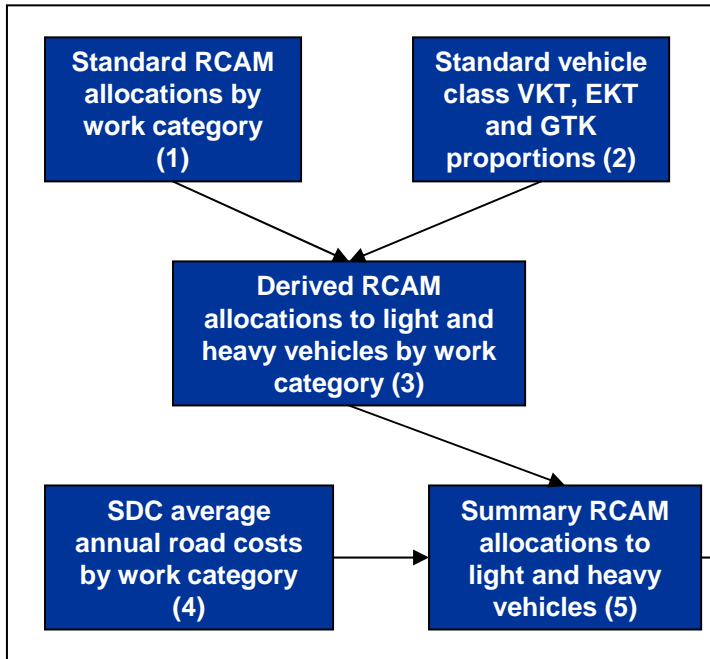 Standard RCAM
allocations by
work category
(1)
Standard vehicle
class VKT, EKT
and GTK
proportions (2)
Derived RCAM
allocations to light and
heavy vehicles by work
category (3)
SDC average
annual road costs
by work category
(4)
Summary RCAM
allocations to
light and heavy
vehicles (5)